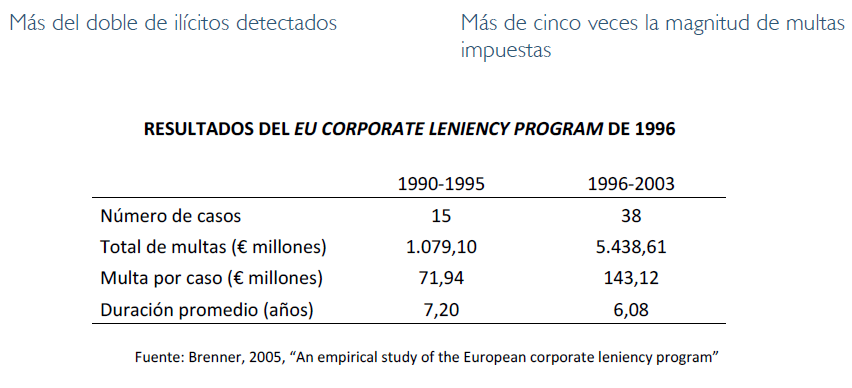 Más del doble de ilícitos detectados
Más de cinco veces la magnitud de multas
impuestas
RESULTADOS DEL EU CORPORATE LENIENCY PROGRAM DE 1996
1990-1995 1996-2003
Número de casos 15 38
Total de multas (€ millones) 1.079,10 5.438,61
Multa por caso (€ millones) 71,94 143,12
Duración promedio (años) 7,20 6,08
Fuente: Brenner, 2005, “An empirical study of the European corporate leniency program”